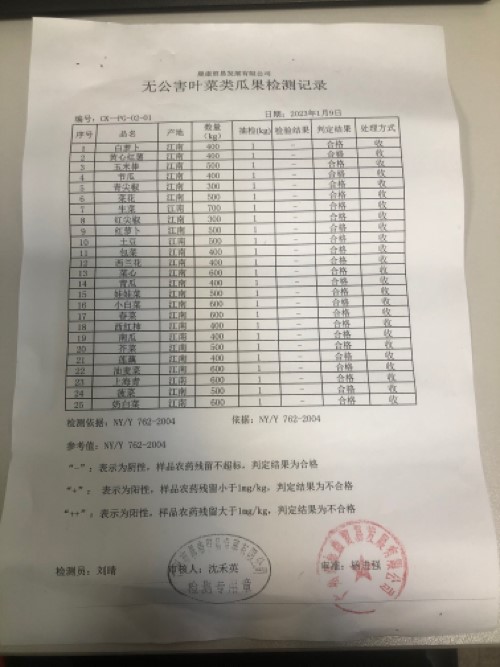 无公害叶菜类瓜果检测记录
编号：CX-PG-02-01 日期：2023年1月9日
序号 品名 产地 数量(kg) 抽检(kg) 检验结果 判定结果 处理方式
1 白萝卜 江南 400 1 - 合格 收
2 黄心红薯 江南 400 1 - 合格 收
3 玉米棒 江南 500 1 - 合格 收
4 节瓜 江南 400 1 - 合格 收
5 青尖椒 江南 300 1 - 合格 收
6 菜花 江南 500 1 - 合格 收
7 生菜 江南 700 1 - 合格 收
8 红尖椒 江南 300 1 - 合格 收
9 红萝卜 江南 500 1 - 合格 收
10 土豆 江南 500 1 - 合格 收
11 包菜 江南 400 1 - 合格 收
12 西兰花 江南 400 1 - 合格 收
13 菜心 江南 600 1 - 合格 收
14 青瓜 江南 400 1 - 合格 收
15 娃娃菜 江南 500 1 - 合格 收
16 小白菜 江南 600 1 - 合格 收
17 春菜 江南 600 1 - 合格 收
18 西红柿 江南 400 1 - 合格 收
19 南瓜 江南 400 1 - 合格 收
20 芥菜 江南 500 1 - 合格 收
21 莲藕 江南 400 1 - 合格 收
22 油麦菜 江南 600 1 - 合格 收
23 上海青 江南 600 1 - 合格 收
24 菠菜 江南 500 1 - 合格 收
25 奶白菜 江南 600 1 - 合格 收
检测依据：NY/Y 762-2004 依据：NY/Y 762-2004
参考值：NY/Y 762-2004
“-”：表示为阴性，样品农药残留不超标，判定结果为合格
“+”： 表示为阳性，样品农药残留小于1mg/kg，判定结果为不合格
“++”：表示为阳性，样品农药残留大于1mg/kg，判定结果为不合格
检测员：刘晴 审核人：沈禾英 批准：
检测专用章